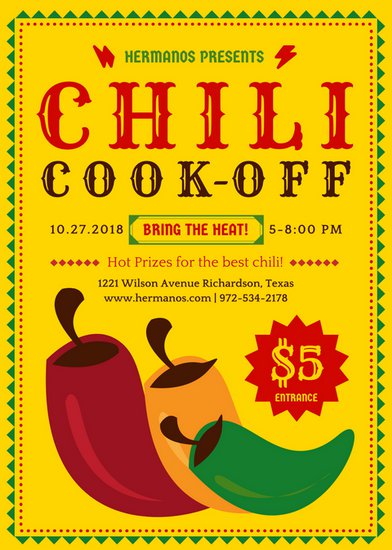 HERMANOS PRESENTS
CHILI
COOK-OFF
10.27.2018 BRING THE HEAT! 5-8:00 PM
Hot Prizes for the best chili!
1221 Wilson Avenue Richardson, Texas
www.hermanos.com | 972-534-2178
$5
ENTRANCE